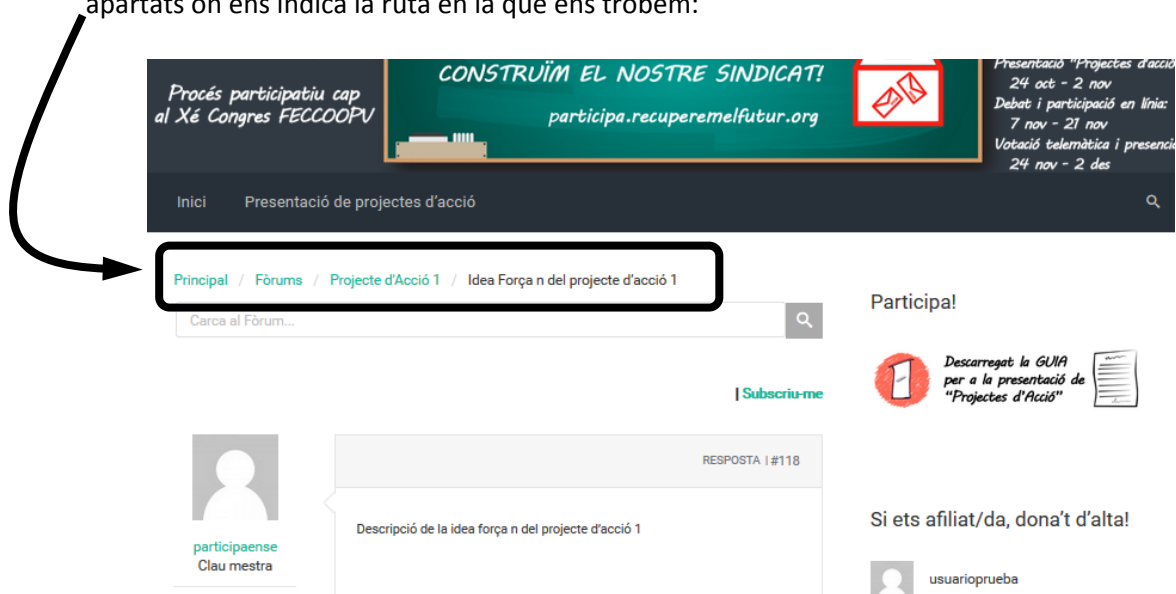 apartats on ens indica la ruta en la que ens trobem:
Procés participatiu cap
al Xé Congres FECCOOPV
CONSTRUÏM EL NOSTRE SINDICAT!
participa.recuperemelfutur.org
Presentació "Projectes d'acció
24 oct - 2 nov
Debat i participació en línia:
7 nov - 21 nov
Votació telemàtica i presencia
24 nov - 2 des
Inici Presentació de projectes d'acció
Principal / Fòrums / Projecte d'Acció 1 / Idea Força n del projecte d'acció 1
Carca al Fòrum...
| Subscriu-me
RESPOSTA | #118
participaense
Clau mestra
Descripció de la idea força n del projecte d'acció 1
Participa!
1
Descarregat la GUIA
per a la presentació de
"Projectes d'Acció"
Si ets afiliat/da, dona't d'alta!
usuarioprueba